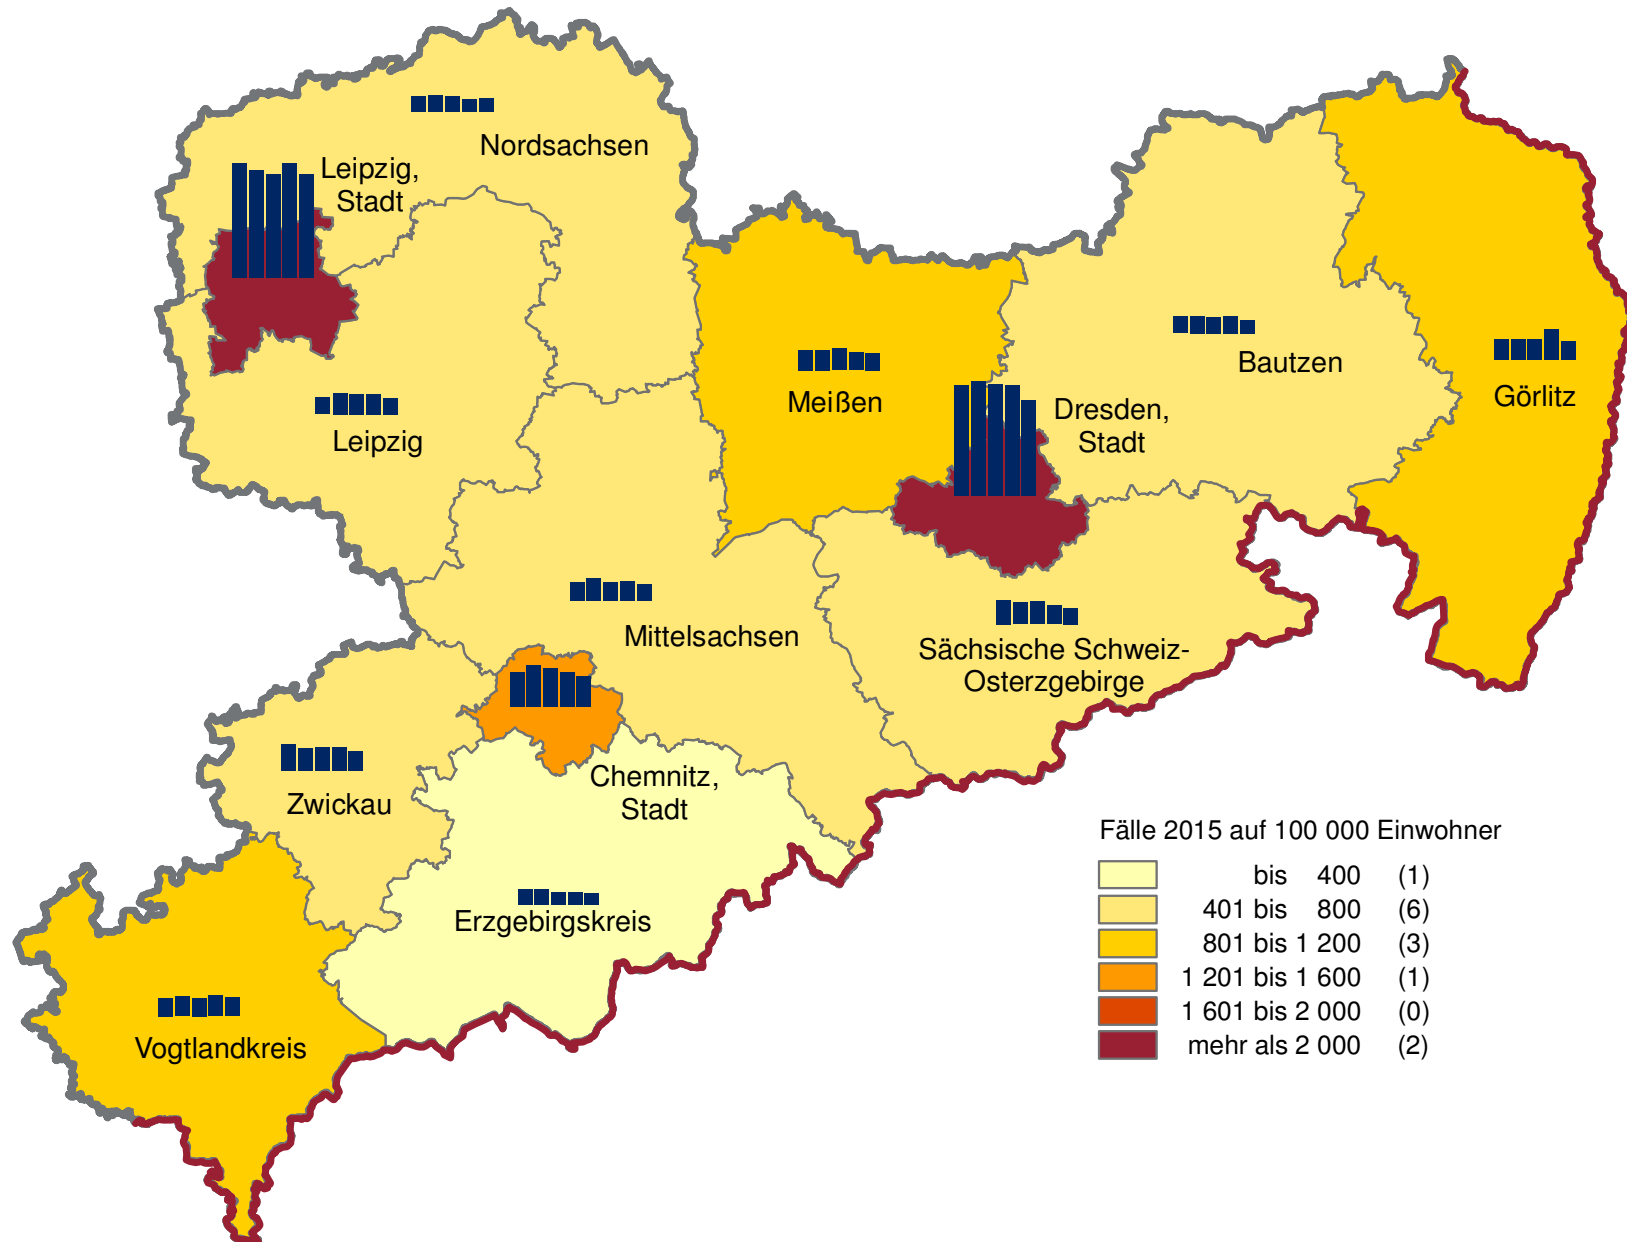 Nordsachsen
Leipzig,
Stadt
Leipzig
Meißen
Dresden,
Stadt
Bautzen
Görlitz
Mittelsachsen
Sächsische Schweiz-
Osterzgebirge
Chemnitz,
Stadt
Zwickau
Erzgebirgskreis
Vogtlandkreis
Fälle 2015 auf 100 000 Einwohner
bis 400 (1)
401 bis 800 (6)
801 bis 1 200 (3)
1 201 bis 1 600 (1)
1 601 bis 2 000 (0)
mehr als 2 000 (2)